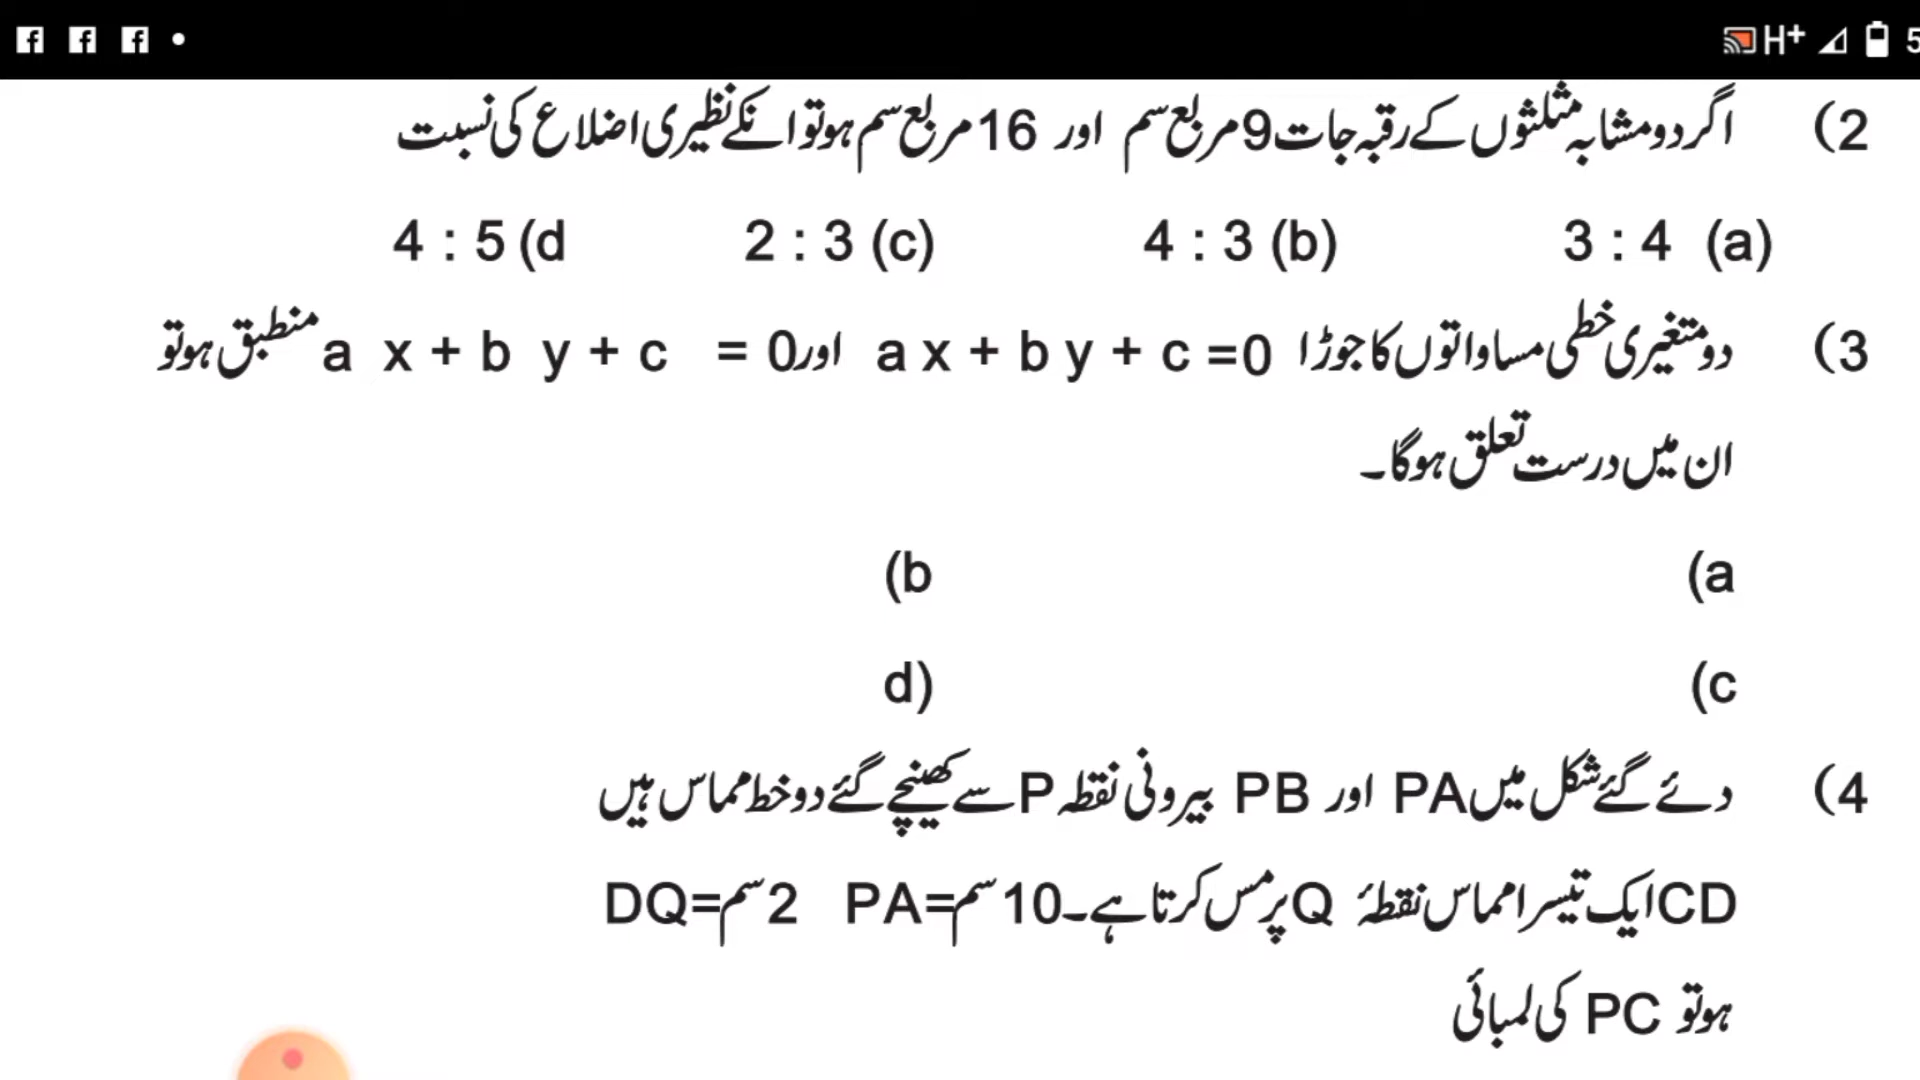 H+ 5
2) اگر دو مشابہ مثلثوں کے رقبہ جات 9 مربع سم اور 16 مربع سم ہو تو انکے نظیری اضلاع کی نسبت
(a) 3 : 4 (b) 4 : 3 (c) 2 : 3 (d 4 : 5
3) دو متغیری خطی مساواتوں کا جوڑا a x + b y + c =0 اور a x + b y + c = 0 منطبق ہو تو
ان میں درست تعلق ہوگا۔
(a (b
(c d)
4) دئے گئے شکل میں PA اور PB بیرونی نقطہ P سے کھینچے گئے دو خط مماس ہیں
CD ایک تیسرا مماس نقطۂ Q پر مس کرتا ہے۔ 10 سم=PA 2 سم=DQ
ہو تو PC کی لمبائی